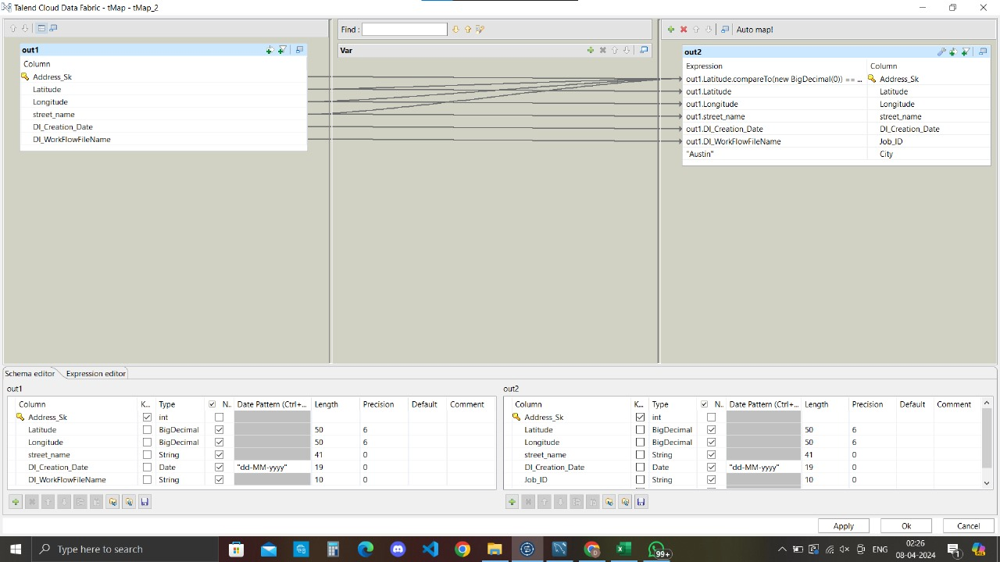 Talend Cloud Data Fabric - tMap - tMap_2
Find :
Auto map!
out1
Column
Address_Sk
Latitude
Longitude
street_name
DI_Creation_Date
DI_WorkFlowFileName
Var
out2
Expression Column
out1.Latitude.compareTo(new BigDecimal(0)) == ... Address_Sk
out1.Latitude Latitude
out1.Longitude Longitude
out1.street_name street_name
out1.DI_Creation_Date DI_Creation_Date
out1.DI_WorkFlowFileName Job_ID
"Austin" City
Schema editor Expression editor
out1
Column K... Type N.. Date Pattern (Ctrl+... Length Precision Default Comment
Address_Sk int
Latitude BigDecimal 50 6
Longitude BigDecimal 50 6
street_name String 41 0
DI_Creation_Date Date "dd-MM-yyyy" 19 0
DI_WorkFlowFileName String 10 0
out2
Column K... Type N.. Date Pattern (Ctrl+... Length Precision Default Comment
Address_Sk int
Latitude BigDecimal 50 6
Longitude BigDecimal 50 6
street_name String 41 0
DI_Creation_Date Date "dd-MM-yyyy" 19 0
Job_ID String 10 0
Apply Ok Cancel
Type here to search
99+
ENG
02:26
08-04-2024
1